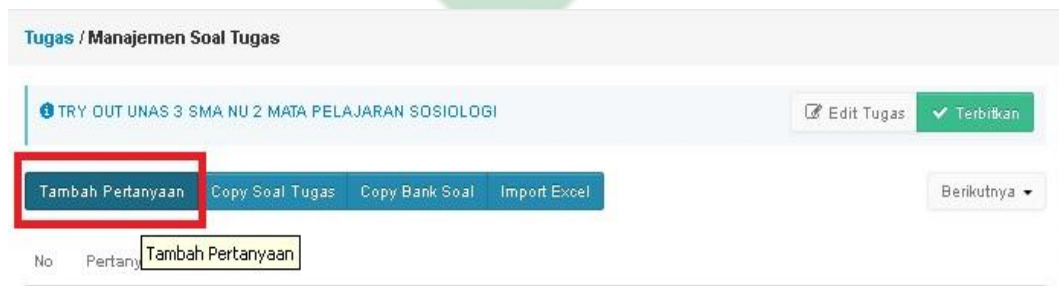 Tugas / Manajemen Soal Tugas
TRY OUT UNAS 3 SMA NU 2 MATA PELAJARAN SOSIOLOGI Edit Tugas Terbitkan
Tambah Pertanyaan Copy Soal Tugas Copy Bank Soal Import Excel Berikutnya
No Pertany Tambah Pertanyaan